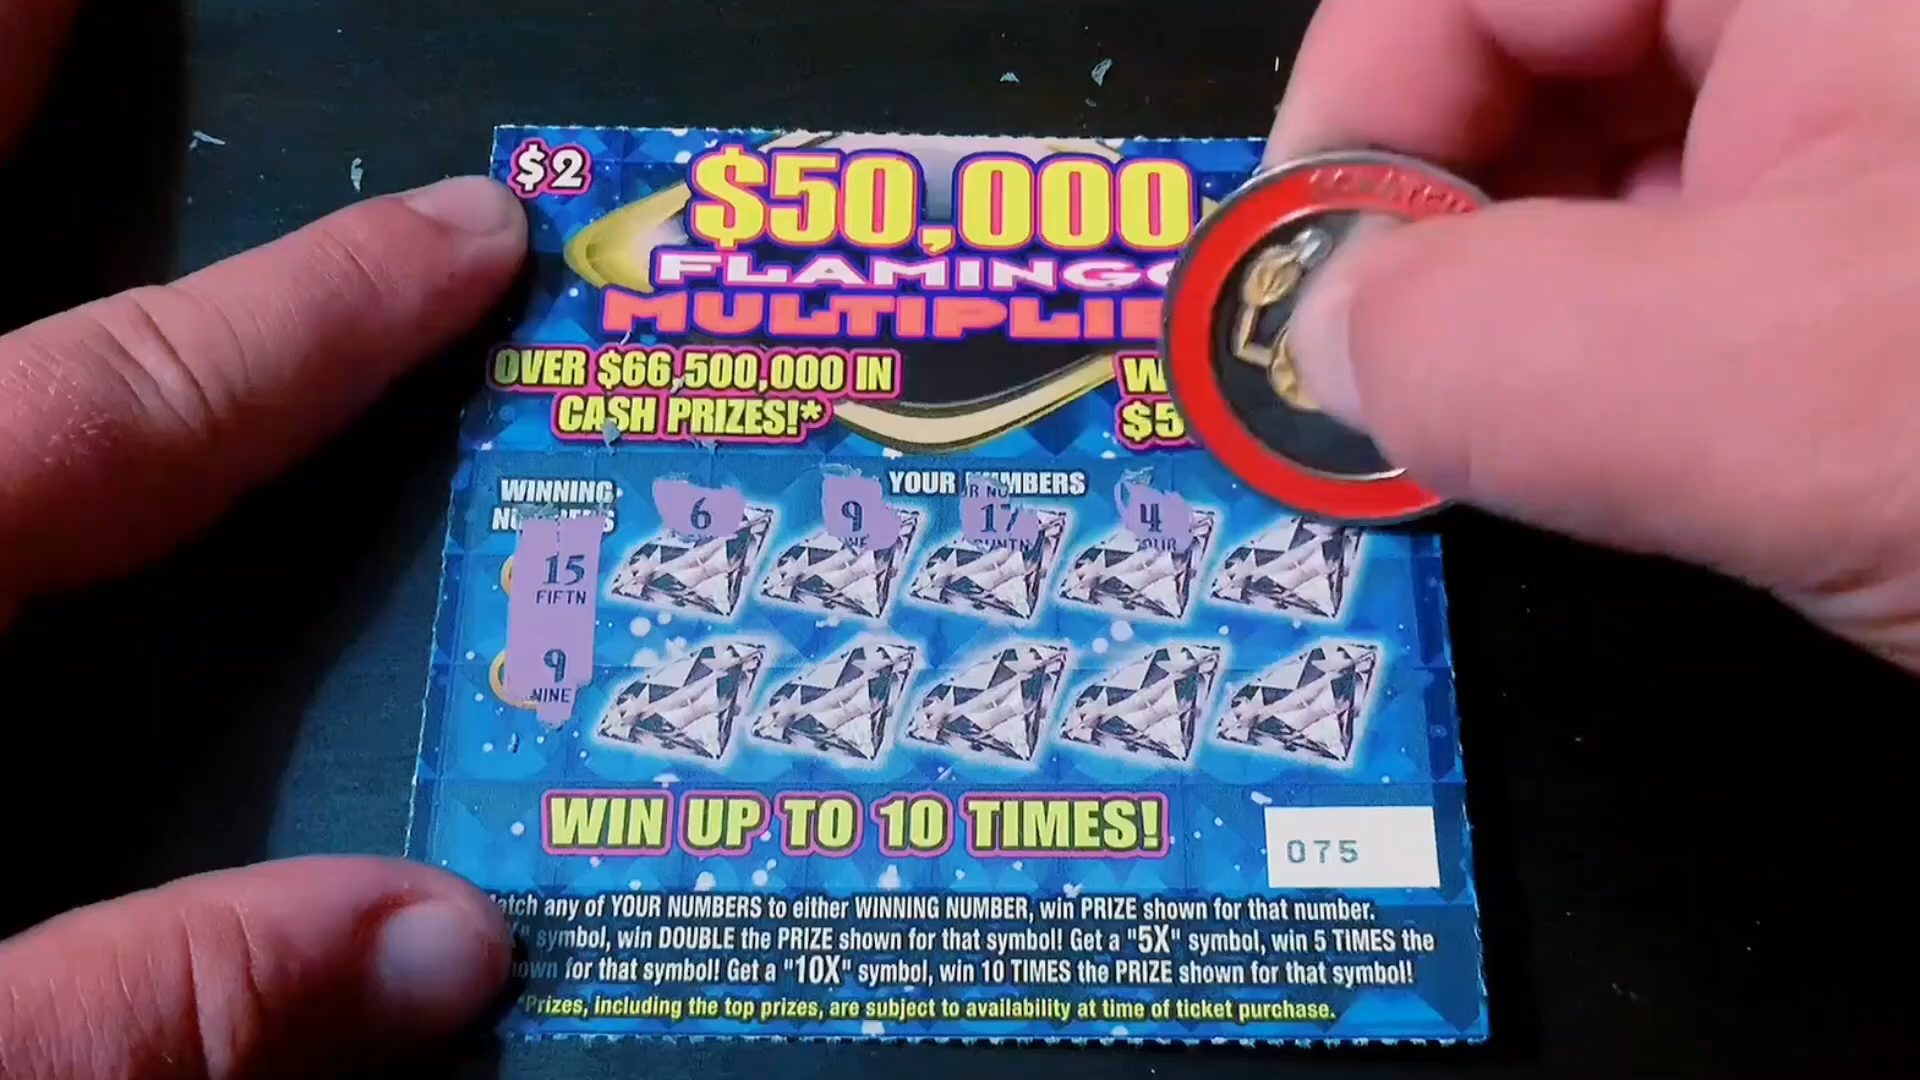 $2
$50,000
FLAMINGO
MULTIPLIE
OVER $66,500,000 IN
CASH PRIZES!*
W
$5
WINNING
YOUR NUMBERS
6
9
17
4
15
FIFTN
9
NINE
WIN UP TO 10 TIMES!
075
atch any of YOUR NUMBERS to either WINNING NUMBER, win PRIZE shown for that number.
X" symbol, win DOUBLE the PRIZE shown for that symbol! Get a "5X" symbol, win 5 TIMES the
own for that symbol! Get a "10X" symbol, win 10 TIMES the PRIZE shown for that symbol!
*Prizes, including the top prizes, are subject to availability at time of ticket purchase.